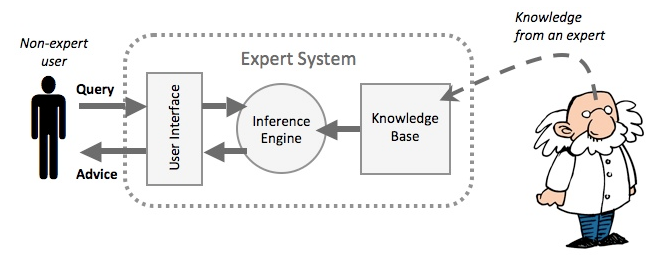 Knowledge
from an expert
Non-expert
user
Expert System
Query
User Interface
Inference
Engine
Knowledge
Base
Advice